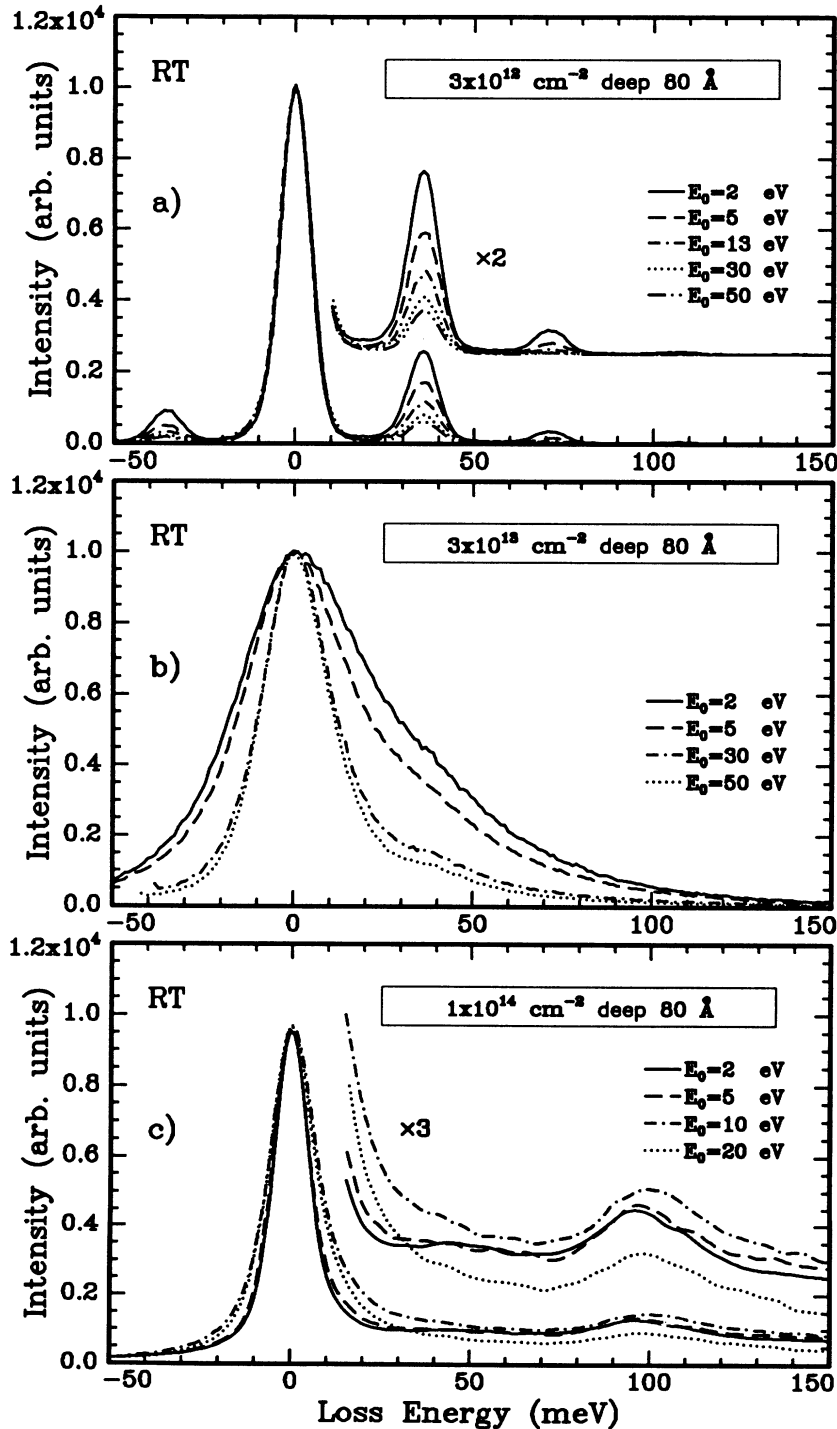 1.2x10⁴
RT
3x10¹² cm⁻² deep 80 Å
1.0
0.8
a)
E₀=2 eV
E₀=5 eV
E₀=13 eV
E₀=30 eV
E₀=50 eV
0.6
×2
0.4
0.2
0.0
Intensity (arb. units)
-50 0 50 100 150
1.2x10⁴
RT
3x10¹³ cm⁻² deep 80 Å
1.0
0.8
b)
E₀=2 eV
E₀=5 eV
E₀=30 eV
E₀=50 eV
0.6
0.4
0.2
0.0
Intensity (arb. units)
-50 0 50 100 150
1.2x10⁴
RT
1x10¹⁴ cm⁻² deep 80 Å
1.0
0.8
E₀=2 eV
E₀=5 eV
E₀=10 eV
E₀=20 eV
c)
×3
0.6
0.4
0.2
0.0
Intensity (arb. units)
-50 0 50 100 150
Loss Energy (meV)